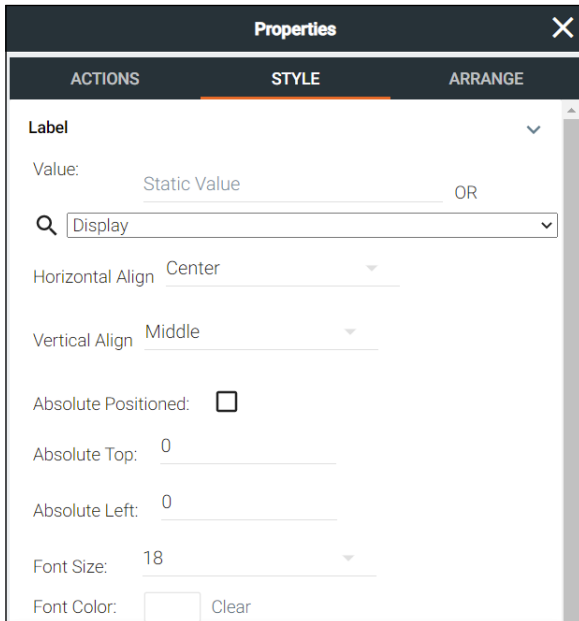 Properties
ACTIONS STYLE ARRANGE
Label
Value: Static Value OR
Display
Horizontal Align Center
Vertical Align Middle
Absolute Positioned:
Absolute Top: 0
Absolute Left: 0
Font Size: 18
Font Color: Clear